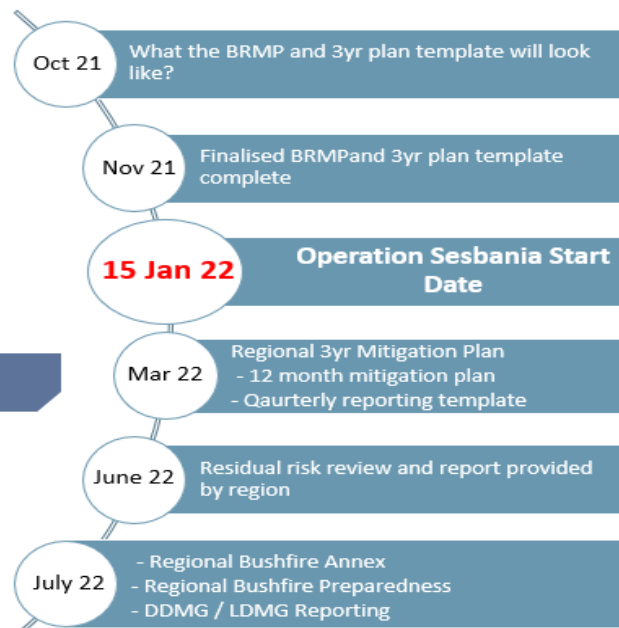 Oct 21
What the BRMP and 3yr plan template will look
like?
Nov 21
Finalised BRMPand 3yr plan template
complete
15 Jan 22
Operation Sesbania Start
Date
Mar 22
Regional 3yr Mitigation Plan
- 12 month mitigation plan
- Qaurterly reporting template
June 22
Residual risk review and report provided
by region
July 22
- Regional Bushfire Annex
- Regional Bushfire Preparedness
- DDMG / LDMG Reporting